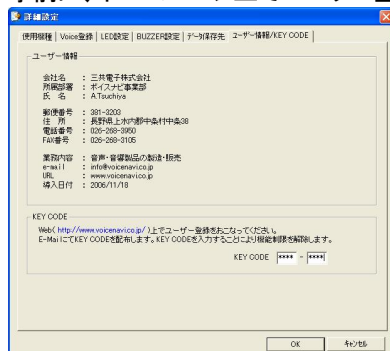 詳細設定
使用機種 Voice登録 LED設定 BUZZER設定 データ保存先 ユーザー情報/KEY CODE
ユーザー情報
会社名 : 三共電子株式会社
所属部署 : ボイスナビ事業部
氏 名 : A.Tsuchiya
郵便番号 : 381-3203
住 所 : 長野県上水内郡中条村中条38
電話番号 : 026-268-3950
FAX番号 : 026-268-3105
業務内容 : 音声・音響製品の製造・販売
e-mail : info@voicenavi.co.jp
URL : www.voicenavi.co.jp
導入日付 : 2006/11/18
KEY CODE
Web( http://www.voicenavi.co.jp/ )上でユーザー登録をおこなってください。
E-MailにてKEY CODEを配布します。KEY CODEを入力することにより機能制限を解除します。
KEY CODE **** - ****
OK キャンセル